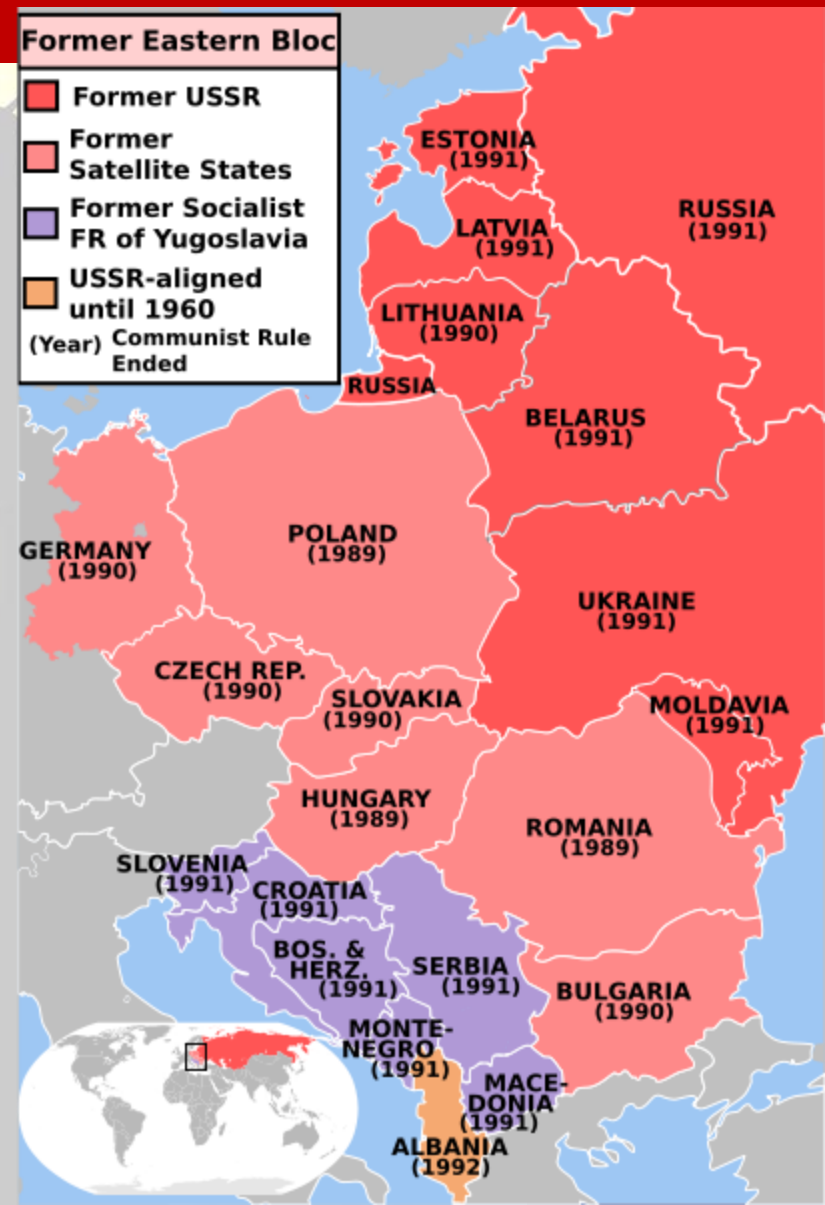 Former Eastern Bloc
Former USSR
Former
Satellite States
Former Socialist
FR of Yugoslavia
USSR-aligned
until 1960
(Year) Communist Rule
Ended
ESTONIA
(1991)
RUSSIA
(1991)
LATVIA
(1991)
LITHUANIA
(1990)
RUSSIA
BELARUS
(1991)
POLAND
(1989)
GERMANY
(1990)
UKRAINE
(1991)
CZECH REP.
(1990)
SLOVAKIA
(1990)
MOLDAVIA
(1991)
HUNGARY
(1989)
ROMANIA
(1989)
SLOVENIA
(1991)
CROATIA
(1991)
BOS. &
HERZ.
(1991)
SERBIA
(1991)
BULGARIA
(1990)
MONTE-
NEGRO
(1991)
MACE-
DONIA
(1991)
ALBANIA
(1992)